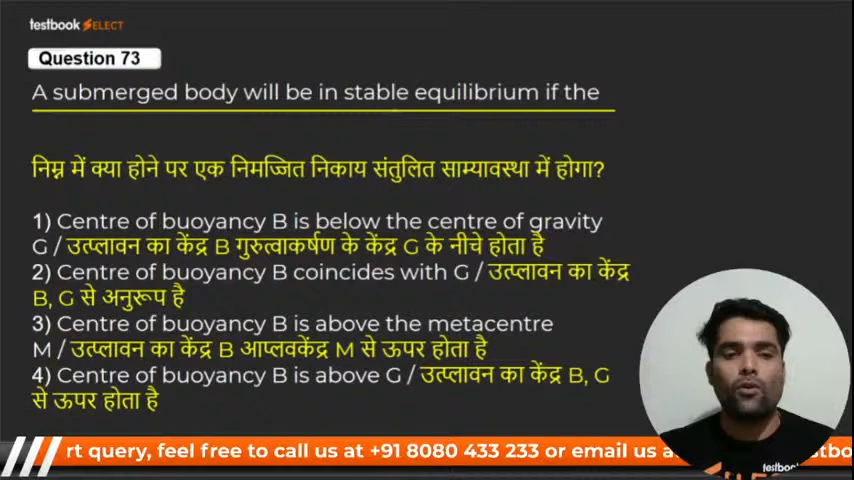 testbook SELECT
Question 73
A submerged body will be in stable equilibrium if the
निम्न में क्या होने पर एक निमज्जित निकाय संतुलित साम्यावस्था में होगा?
1) Centre of buoyancy B is below the centre of gravity
G / उत्प्लावन का केंद्र B गुरुत्वाकर्षण के केंद्र G के नीचे होता है
2) Centre of buoyancy B coincides with G / उत्प्लावन का केंद्र
B, G से अनुरूप है
3) Centre of buoyancy B is above the metacentre
M / उत्प्लावन का केंद्र B आप्लवकेंद्र M से ऊपर होता है
4) Centre of buoyancy B is above G / उत्प्लावन का केंद्र B, G
से ऊपर होता है
testbook
rt query, feel free to call us at +91 8080 433 233 or email us a